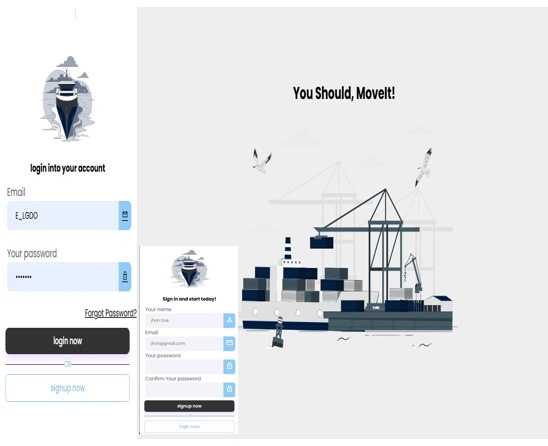 You Should, MoveIt!
login into your account
Email
E_LGDO
Your password
•••••••
Forgot Password?
login now
OR
signup now
Sign in and start today!
Your name
jhon Doe
Email
jhon@gmail.com
Your password
Confirm Your password
signup now
login now